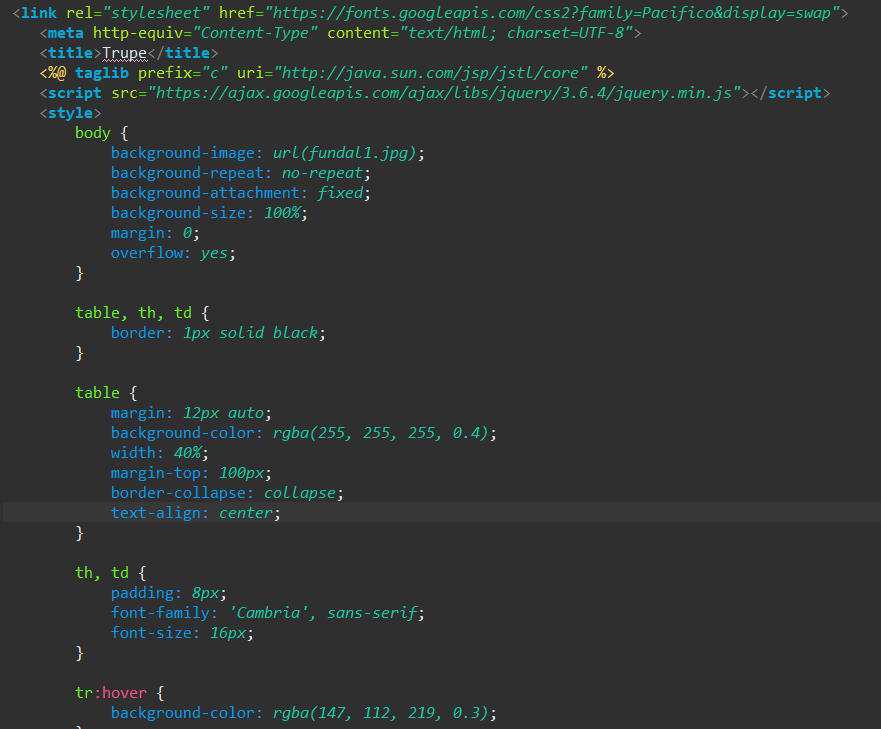 <link rel="stylesheet" href="https://fonts.googleapis.com/css2?family=Pacifico&display=swap">
<meta http-equiv="Content-Type" content="text/html; charset=UTF-8">
<title>Trupe</title>
<%@ taglib prefix="c" uri="http://java.sun.com/jsp/jstl/core" %>
<script src="https://ajax.googleapis.com/ajax/libs/jquery/3.6.4/jquery.min.js"></script>
<style>
body {
background-image: url(fundal1.jpg);
background-repeat: no-repeat;
background-attachment: fixed;
background-size: 100%;
margin: 0;
overflow: yes;
}
table, th, td {
border: 1px solid black;
}
table {
margin: 12px auto;
background-color: rgba(255, 255, 255, 0.4);
width: 40%;
margin-top: 100px;
border-collapse: collapse;
text-align: center;
}
th, td {
padding: 8px;
font-family: 'Cambria', sans-serif;
font-size: 16px;
}
tr:hover {
background-color: rgba(147, 112, 219, 0.3);
}